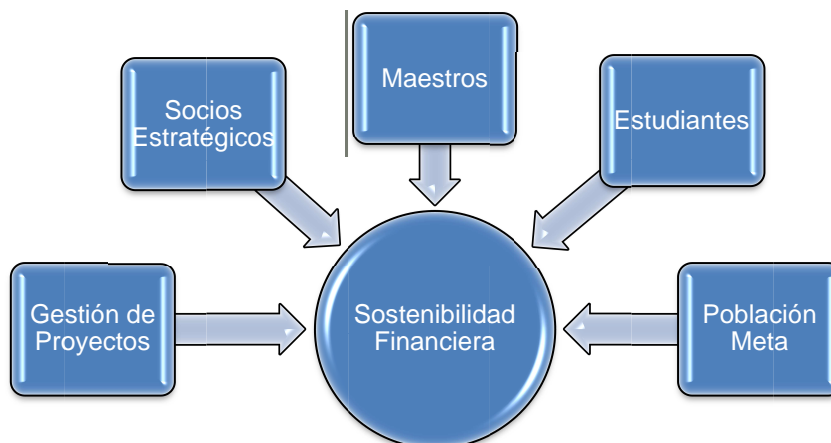 Maestros
Socios
Estratégicos
Estudiantes
Gestión de
Proyectos
Sostenibilidad
Financiera
Población
Meta